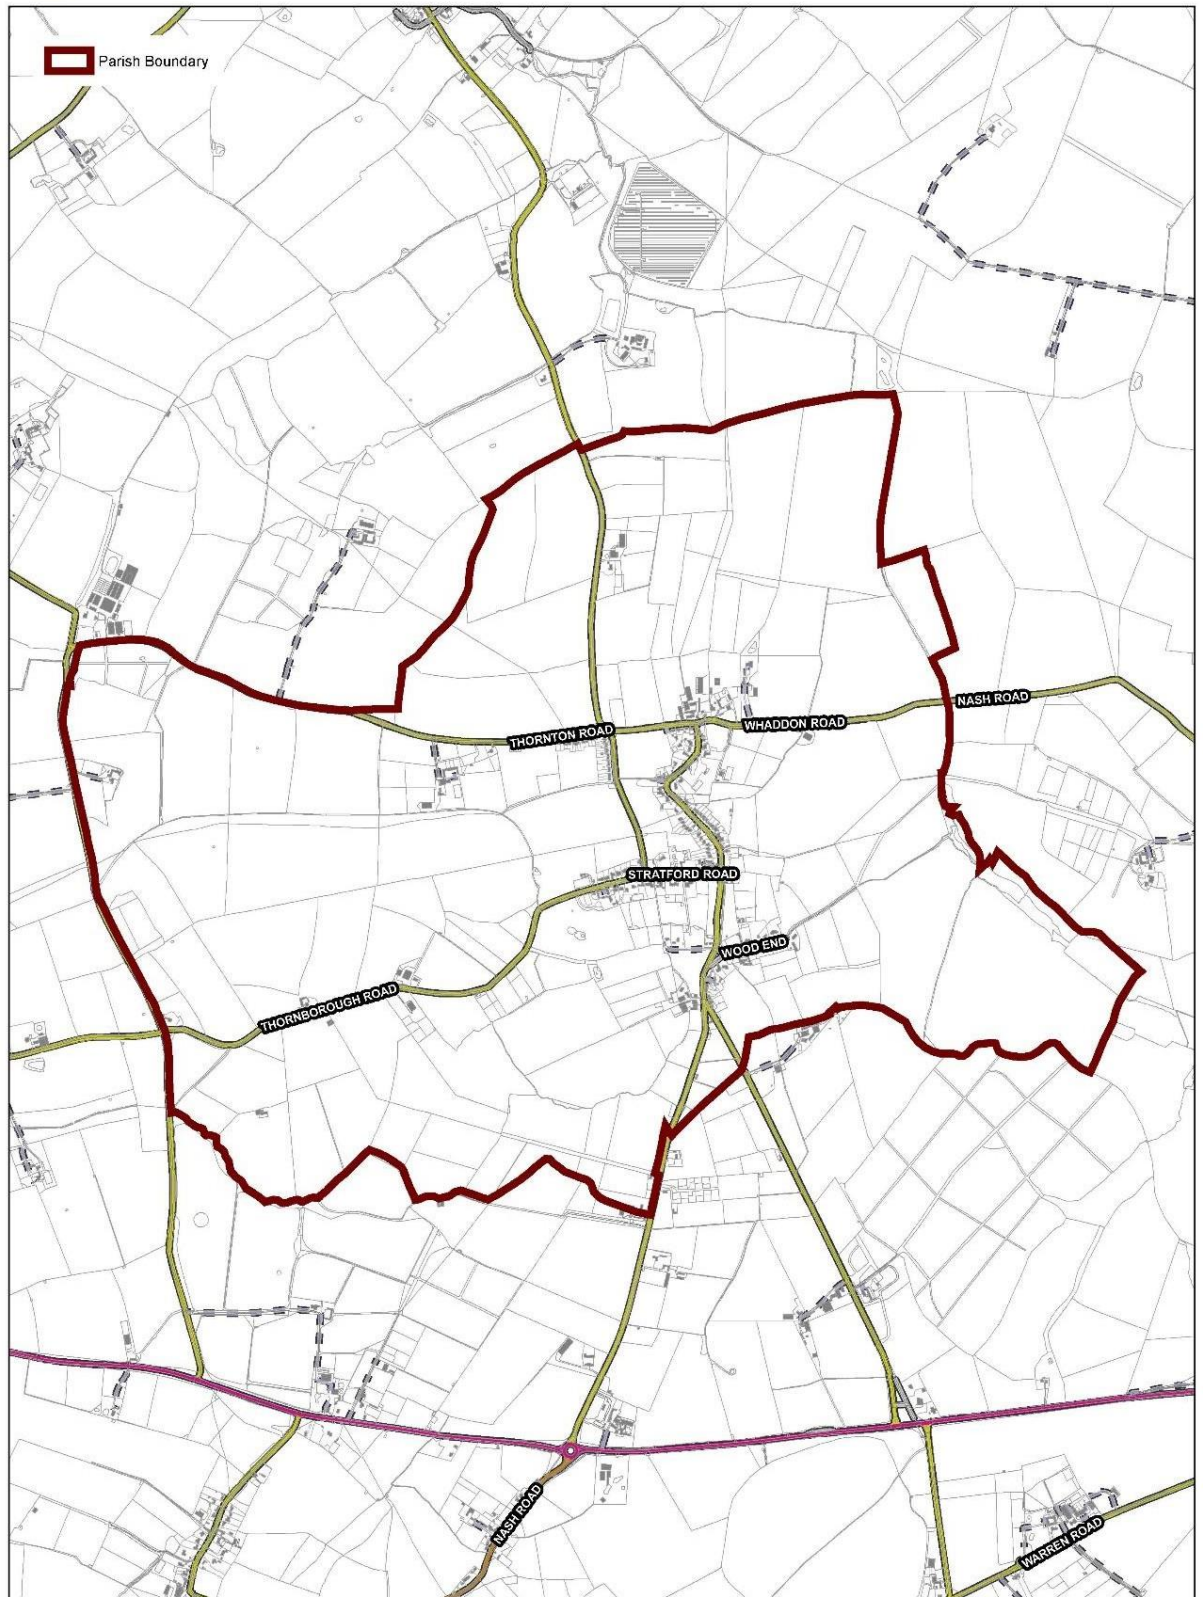 Parish Boundary
NASH ROAD
WHADDON ROAD
THORNTON ROAD
STRATFORD ROAD
WOOD END
THORNBOROUGH ROAD
NASH ROAD
WARREN ROAD